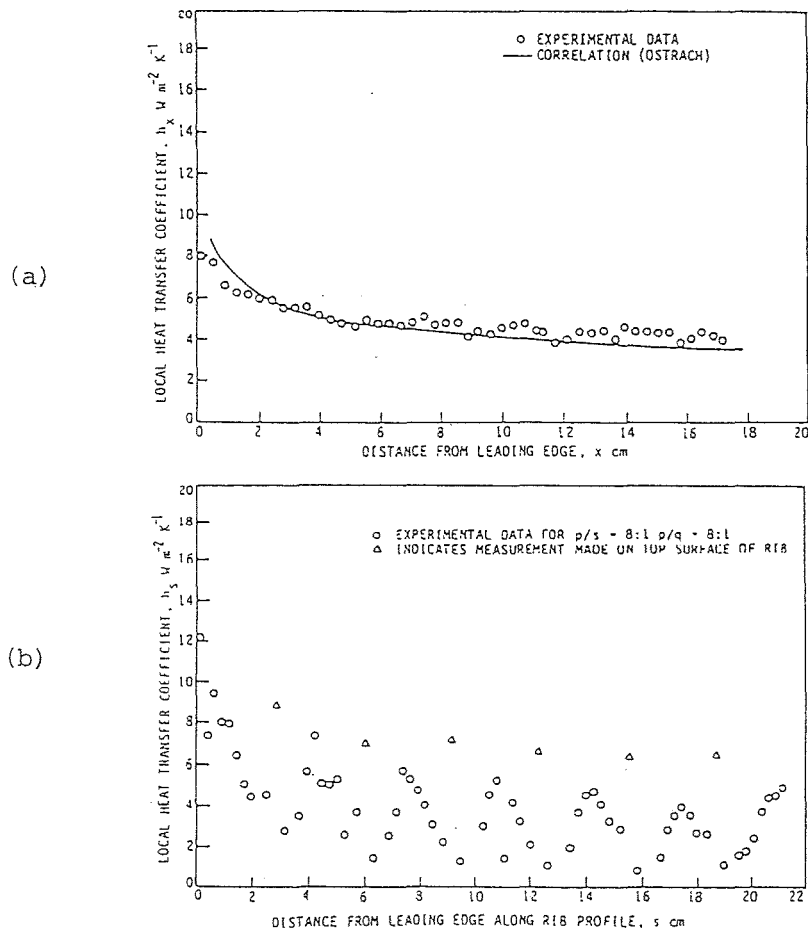 (a)
20
18
16
14
12
10
8
6
4
2
0
LOCAL HEAT TRANSFER COEFFICIENT, hx W m⁻² K⁻¹
○ EXPERIMENTAL DATA
— CORRELATION (OSTRACH)
0 2 4 6 8 10 12 14 16 18 20
DISTANCE FROM LEADING EDGE, x cm
(b)
20
18
16
14
12
10
8
6
4
2
0
LOCAL HEAT TRANSFER COEFFICIENT, hs W m⁻² K⁻¹
○ EXPERIMENTAL DATA FOR p/s = 8:1 p/q = 8:1
△ INDICATES MEASUREMENT MADE ON TOP SURFACE OF RIB
0 2 4 6 8 10 12 14 16 18 20 22
DISTANCE FROM LEADING EDGE ALONG RIB PROFILE, s cm